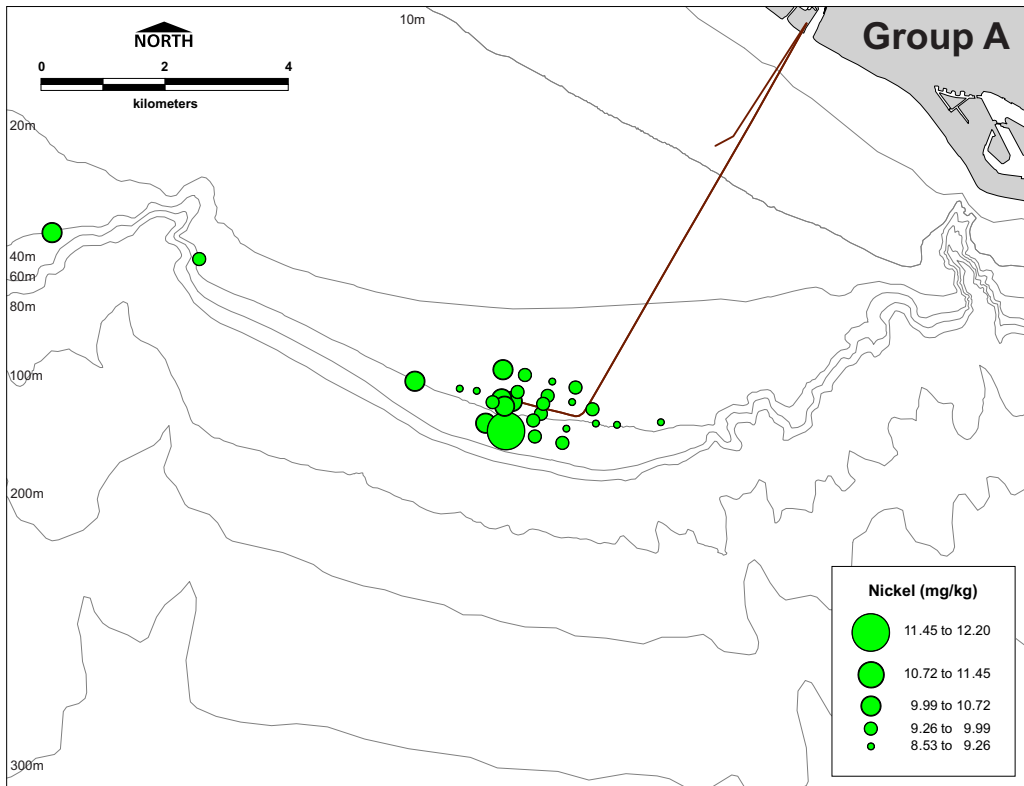 10m
Group A
NORTH
0 2 4
kilometers
20m
40m
60m
80m
100m
200m
300m
Nickel (mg/kg)
11.45 to 12.20
10.72 to 11.45
9.99 to 10.72
9.26 to 9.99
8.53 to 9.26